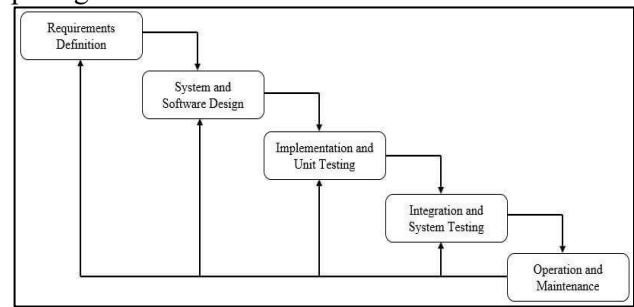 Requirements
Definition
System and
Software Design
Implementation and
Unit Testing
Integration and
System Testing
Operation and
Maintenance